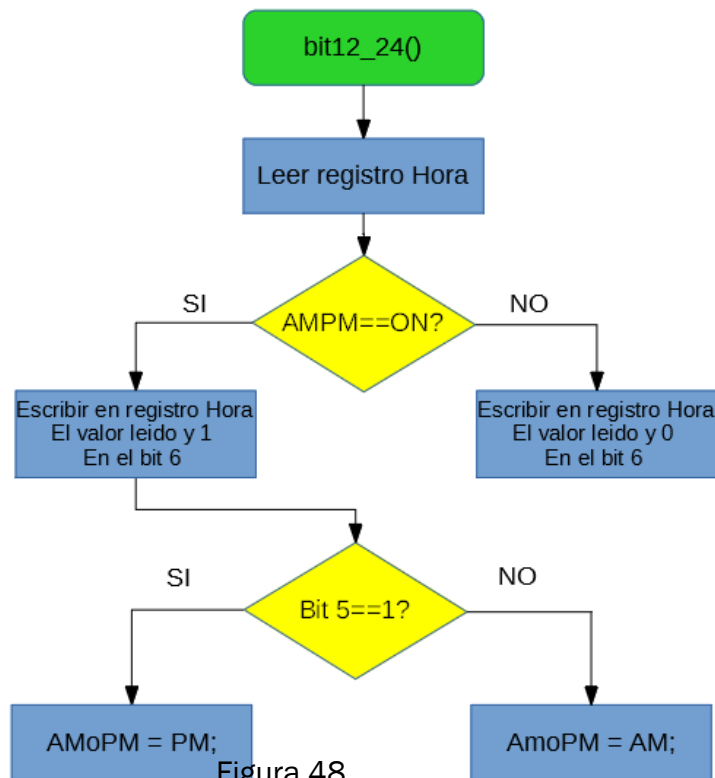 bit12_24()
Leer registro Hora
SI
NO
AMPM==ON?
Escribir en registro Hora
El valor leido y 1
En el bit 6
Escribir en registro Hora
El valor leido y 0
En el bit 6
SI
NO
Bit 5==1?
AMoPM = PM;
AmoPM = AM;
Figura 48